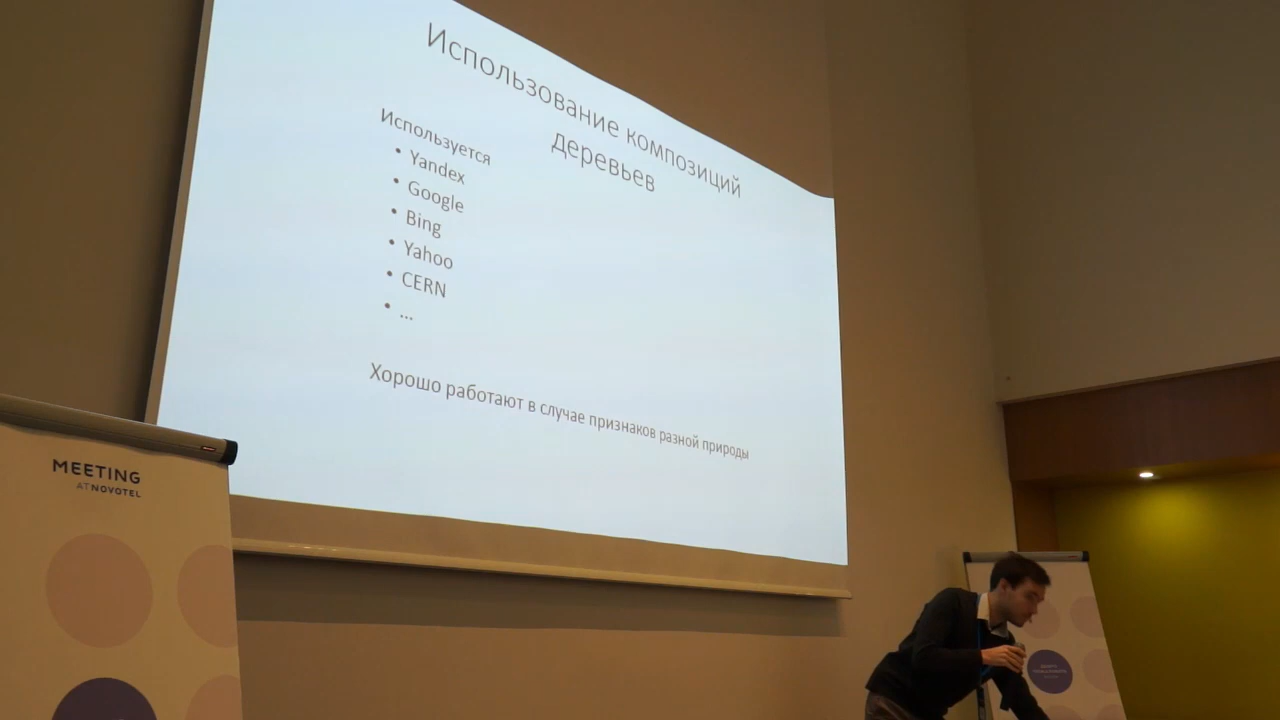 Использование композиций
деревьев
Используется
• Yandex
• Google
• Bing
• Yahoo
• CERN
• ...
Хорошо работают в случае признаков разной природы
MEETING
AT NOVOTEL